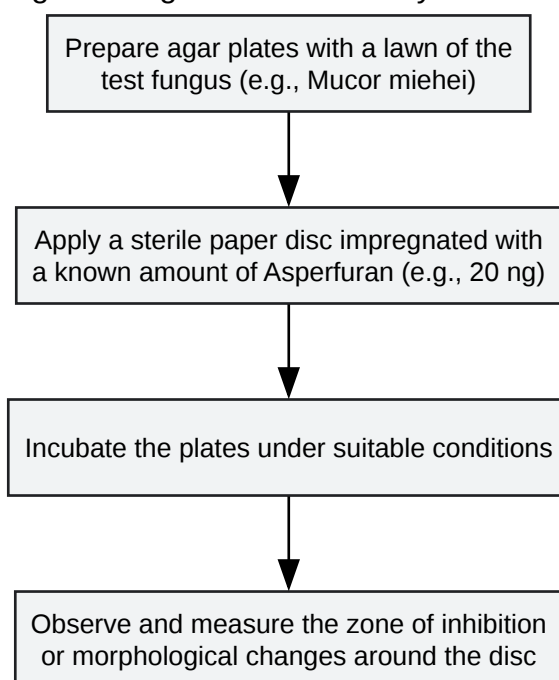 Prepare agar plates with a lawn of the
test fungus (e.g., Mucor miehei)
Apply a sterile paper disc impregnated with
a known amount of Asperfuran (e.g., 20 ng)
Incubate the plates under suitable conditions
Observe and measure the zone of inhibition
or morphological changes around the disc